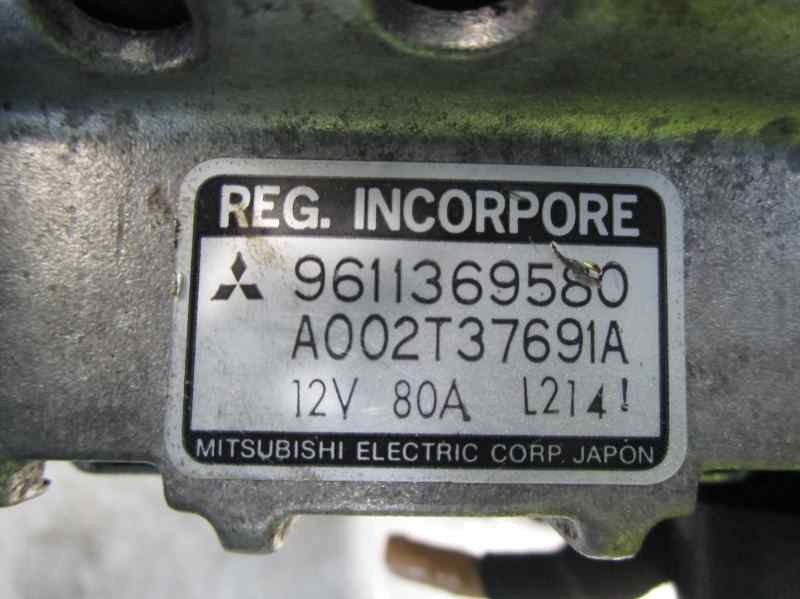 REG. INCORPORE
9611369580
A002T37691A
12V 80A L214!
MITSUBISHI ELECTRIC CORP. JAPON